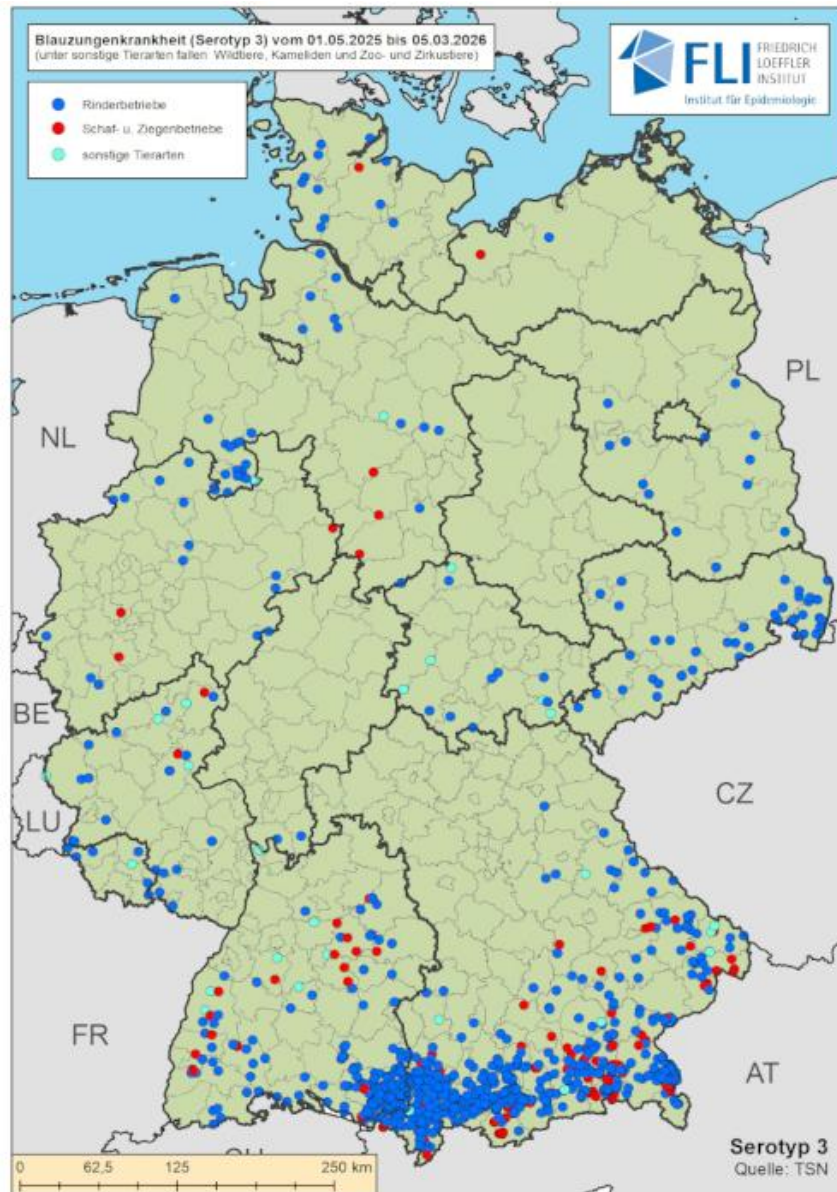 Blauzungenkrankheit (Serotyp 3) vom 01.05.2025 bis 05.03.2026
(unter sonstige Tierarten fallen Wildtiere, Kameliden und Zoo- und Zirkustiere)
FLI
FRIEDRICH
LOEFFLER
INSTITUT
Institut für Epidemiologie
Rinderbetriebe
Schaf- u. Ziegenbetriebe
sonstige Tierarten
PL
NL
BE
LU
CZ
FR
AT
Serotyp 3
Quelle: TSN
0 62,5 125 250 km